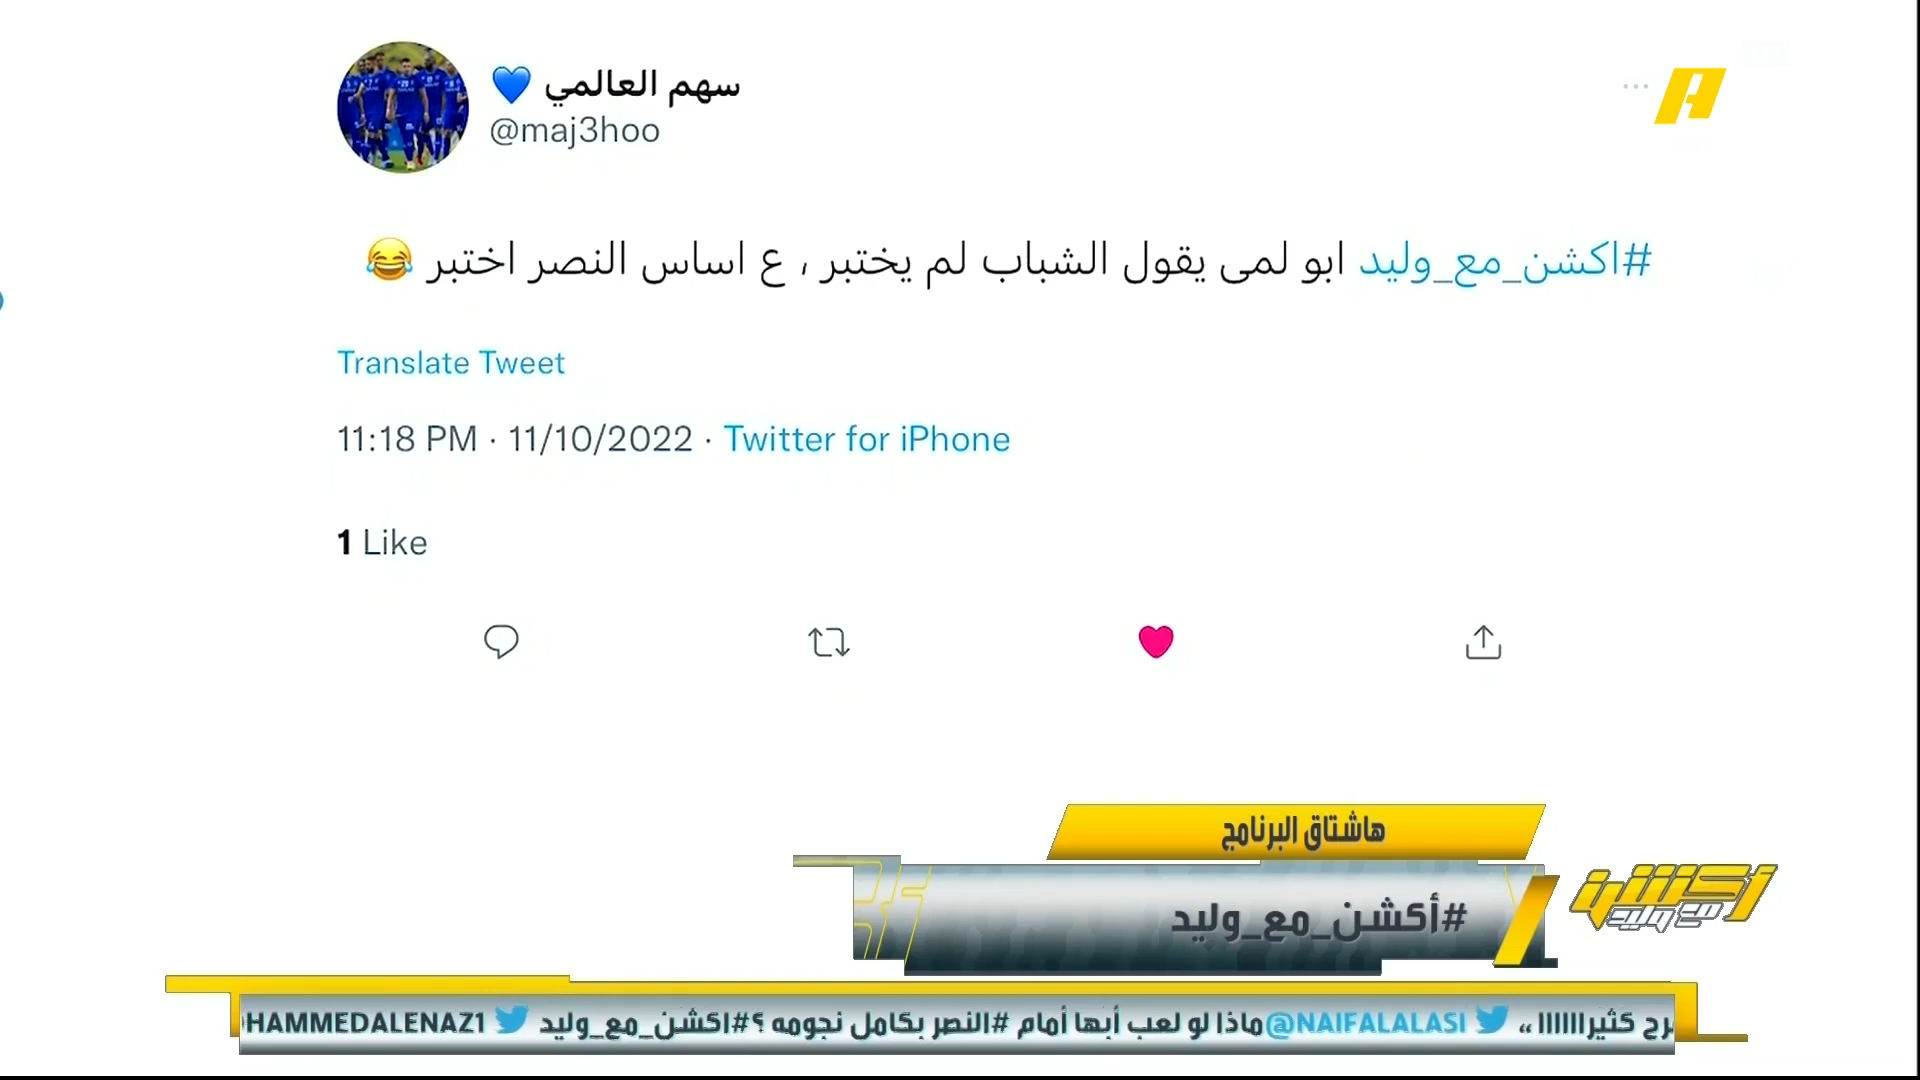 سهم العالمي 💙
@maj3hoo
#اكشن_مع_وليد ابو لمى يقول الشباب لم يختبر ، ع اساس النصر اختبر 😂
Translate Tweet
11:18 PM · 11/10/2022 · Twitter for iPhone
1 Like
هاشتاق البرنامج
#أكشن_مع_وليد
أكشن
مع وليد
كثيرااااااا ،، @NAIFALALASI ماذا لو لعب أبها أمام #النصر بكامل نجومه ؟#اكشن_مع_وليد HAMMEDALENAZ1